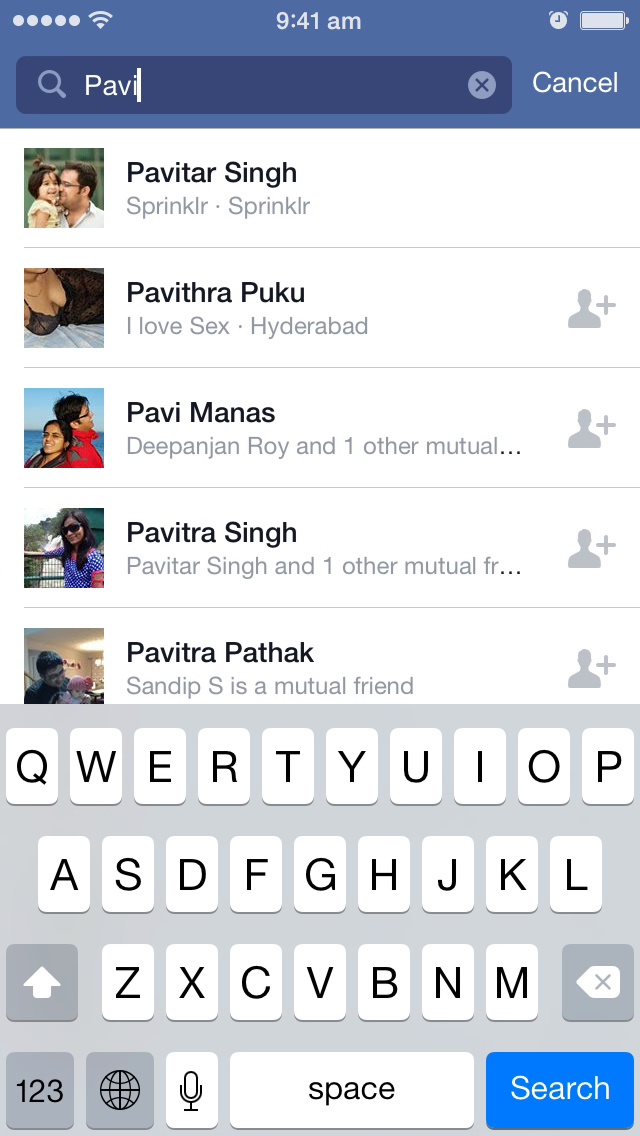 9:41 am
Pavi
Cancel
Pavitar Singh
Sprinklr · Sprinklr
Pavithra Puku
I love Sex · Hyderabad
Pavi Manas
Deepanjan Roy and 1 other mutual...
Pavitra Singh
Pavitar Singh and 1 other mutual fr...
Pavitra Pathak
Sandip S is a mutual friend
Q W E R T Y U I O P
A S D F G H J K L
Z X C V B N M
123 space Search